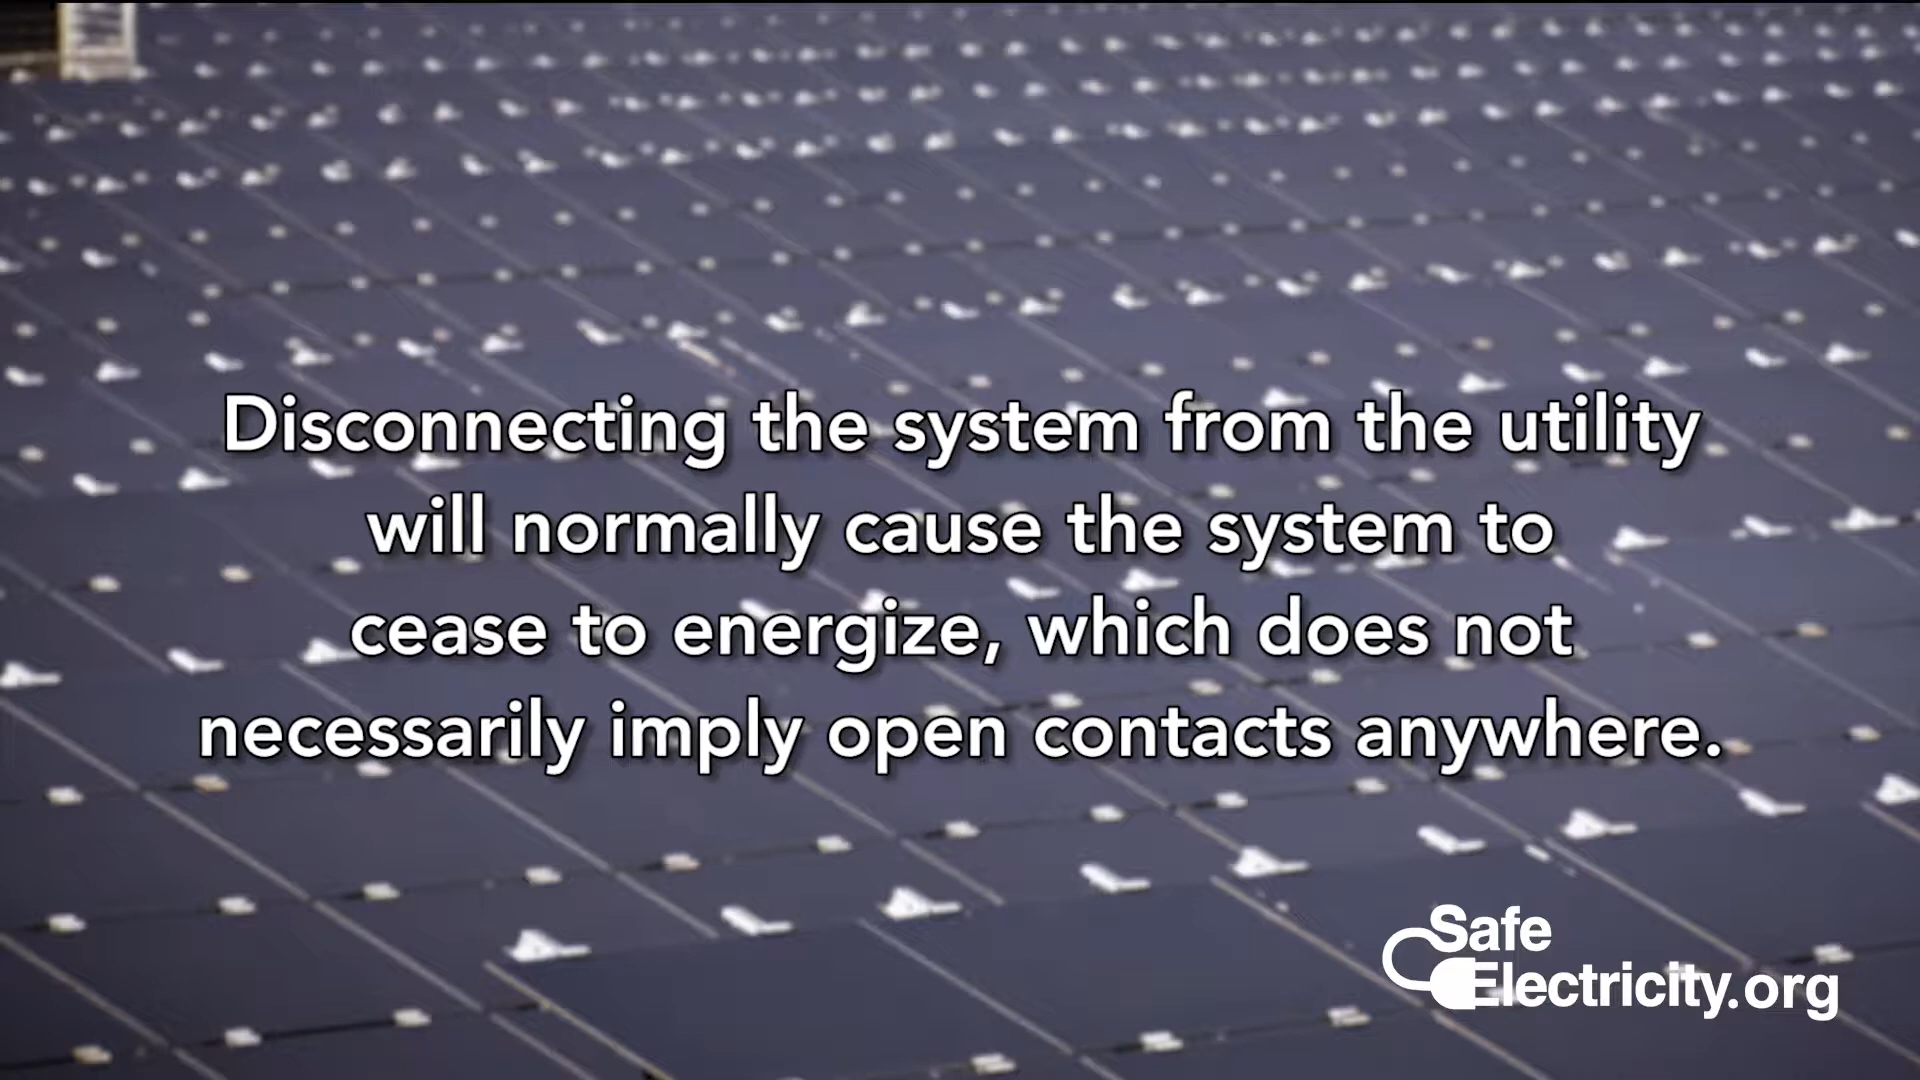 Disconnecting the system from the utility
will normally cause the system to
cease to energize, which does not
necessarily imply open contacts anywhere.
Safe
Electricity.org